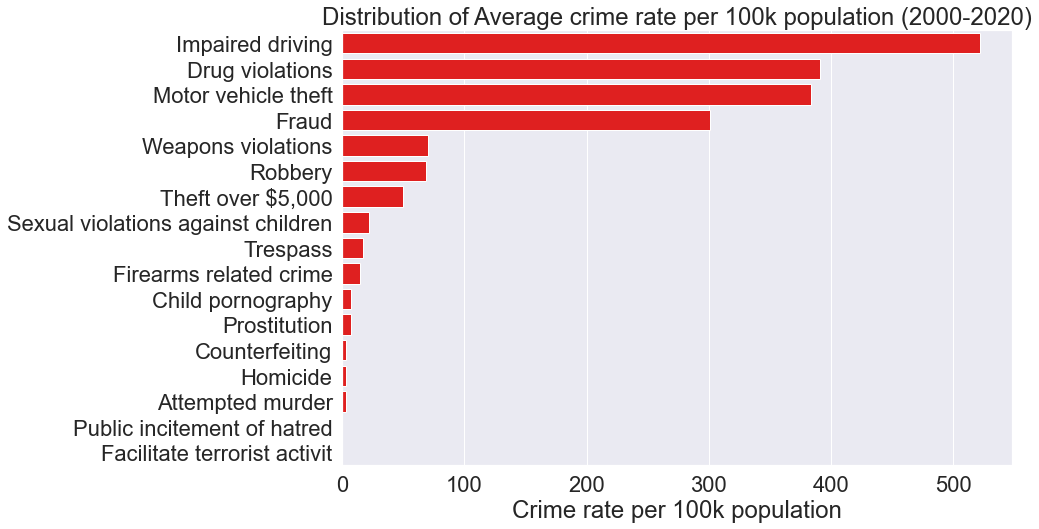 Distribution of Average crime rate per 100k population (2000-2020)
Impaired driving
Drug violations
Motor vehicle theft
Fraud
Weapons violations
Robbery
Theft over $5,000
Sexual violations against children
Trespass
Firearms related crime
Child pornography
Prostitution
Counterfeiting
Homicide
Attempted murder
Public incitement of hatred
Facilitate terrorist activit
0 100 200 300 400 500
Crime rate per 100k population